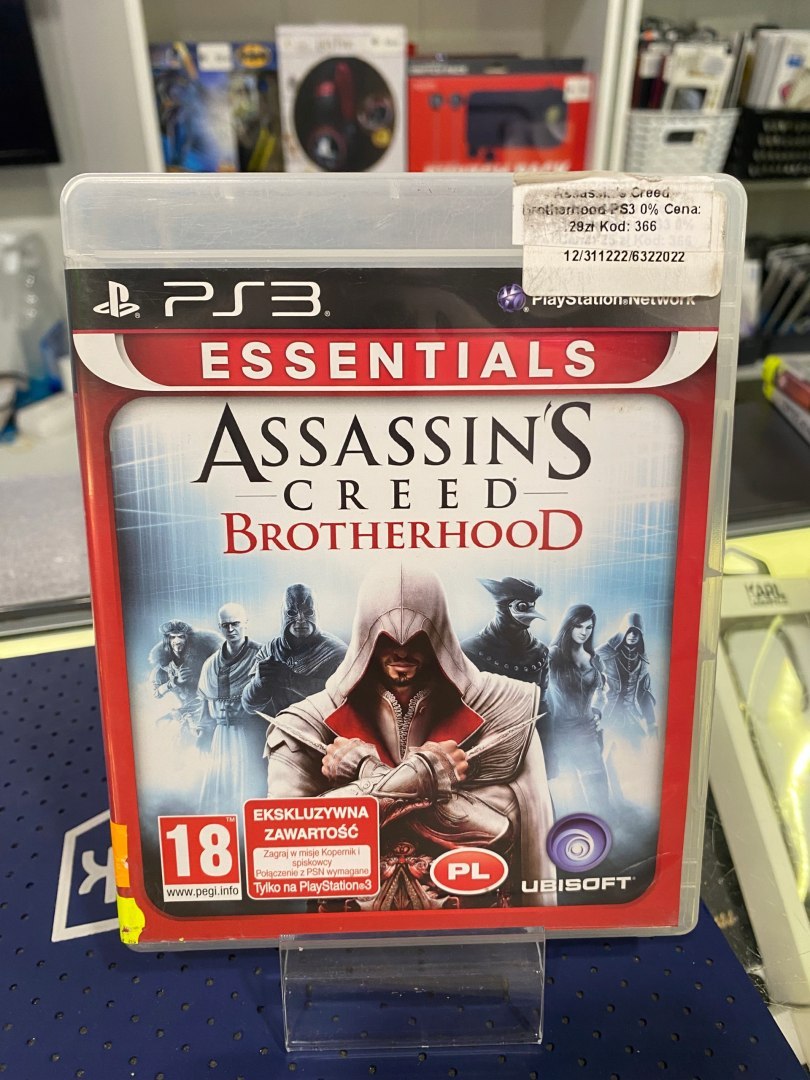 Assassin's Creed
Brotherhood PS3 0% Cena:
29zł Kod: 366
12/311222/6322022
PS3
PlayStation Network
ESSENTIALS
ASSASSIN'S
CREED
BROTHERHOOD
KARL
18
www.pegi.info
EKSKLUZYWNA
ZAWARTOŚĆ
Zagraj w misje Kopernik i
spiskowcy
Połączenie z PSN wymagane
Tylko na PlayStation®3
PL
UBISOFT